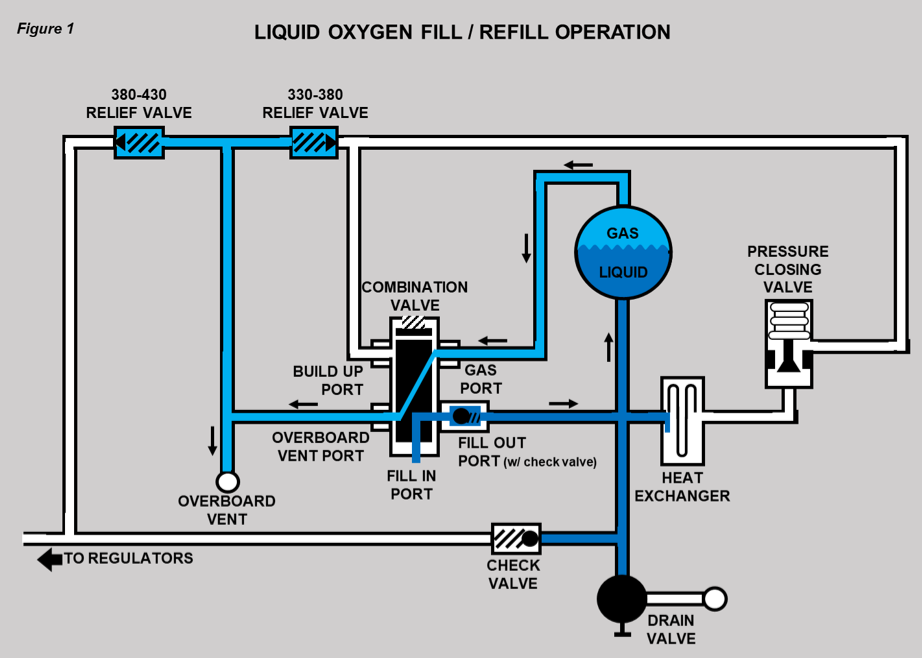 Figure 1
LIQUID OXYGEN FILL / REFILL OPERATION
380-430
RELIEF VALVE
330-380
RELIEF VALVE
GAS
LIQUID
PRESSURE
CLOSING
VALVE
COMBINATION
VALVE
BUILD UP
PORT
GAS
PORT
OVERBOARD
VENT PORT
FILL OUT
PORT (w/ check valve)
FILL IN
PORT
HEAT
EXCHANGER
OVERBOARD
VENT
TO REGULATORS
CHECK
VALVE
DRAIN
VALVE